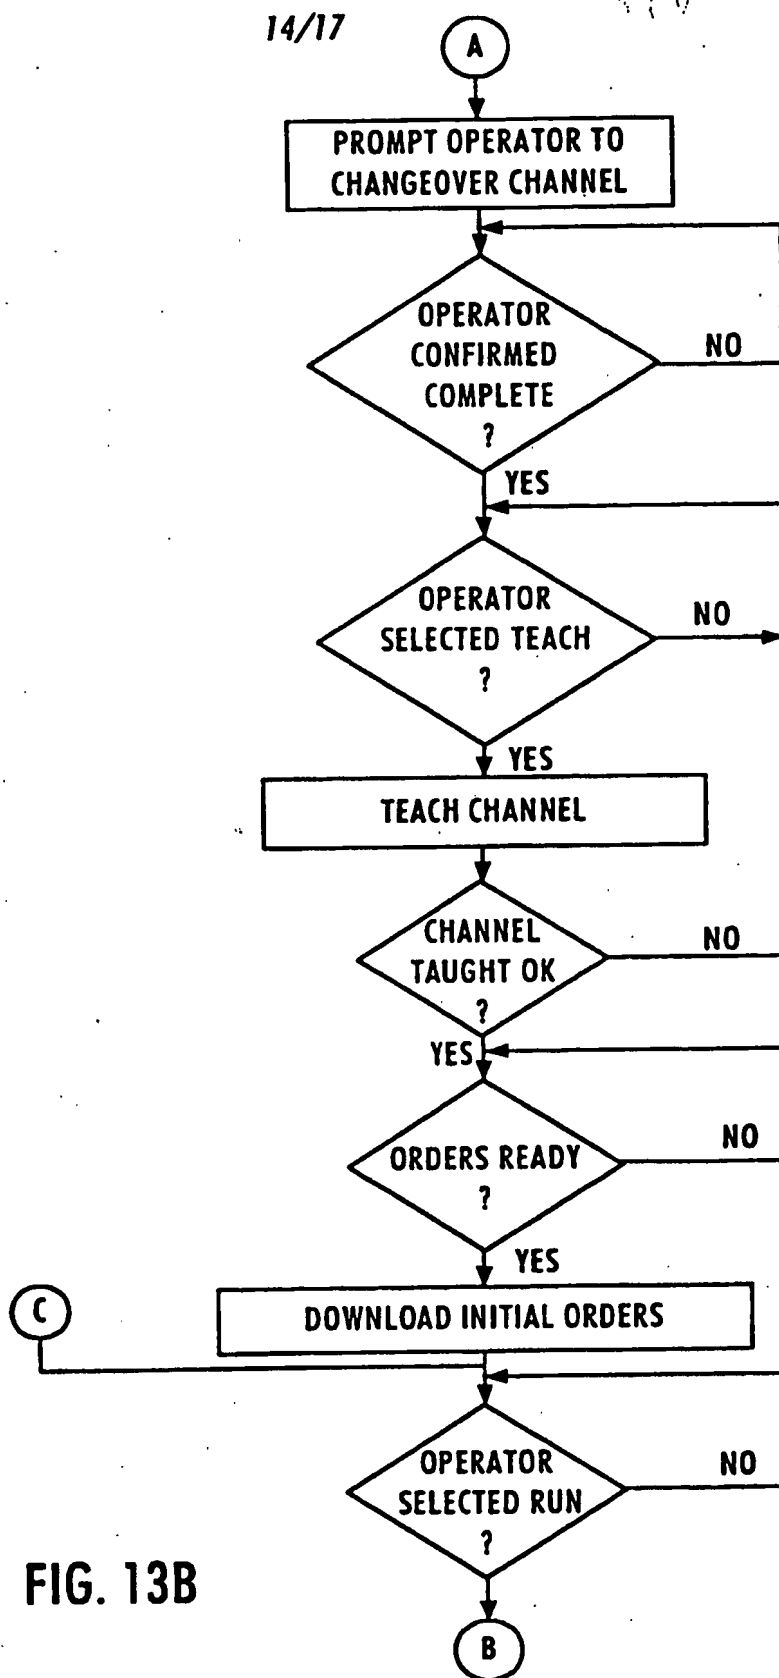 14/17
A
PROMPT OPERATOR TO
CHANGEOVER CHANNEL
OPERATOR
CONFIRMED
COMPLETE
?
NO
YES
OPERATOR
SELECTED TEACH
?
NO
YES
TEACH CHANNEL
CHANNEL
TAUGHT OK
?
NO
YES
ORDERS READY
?
NO
YES
C
DOWNLOAD INITIAL ORDERS
OPERATOR
SELECTED RUN
?
NO
FIG. 13B
B